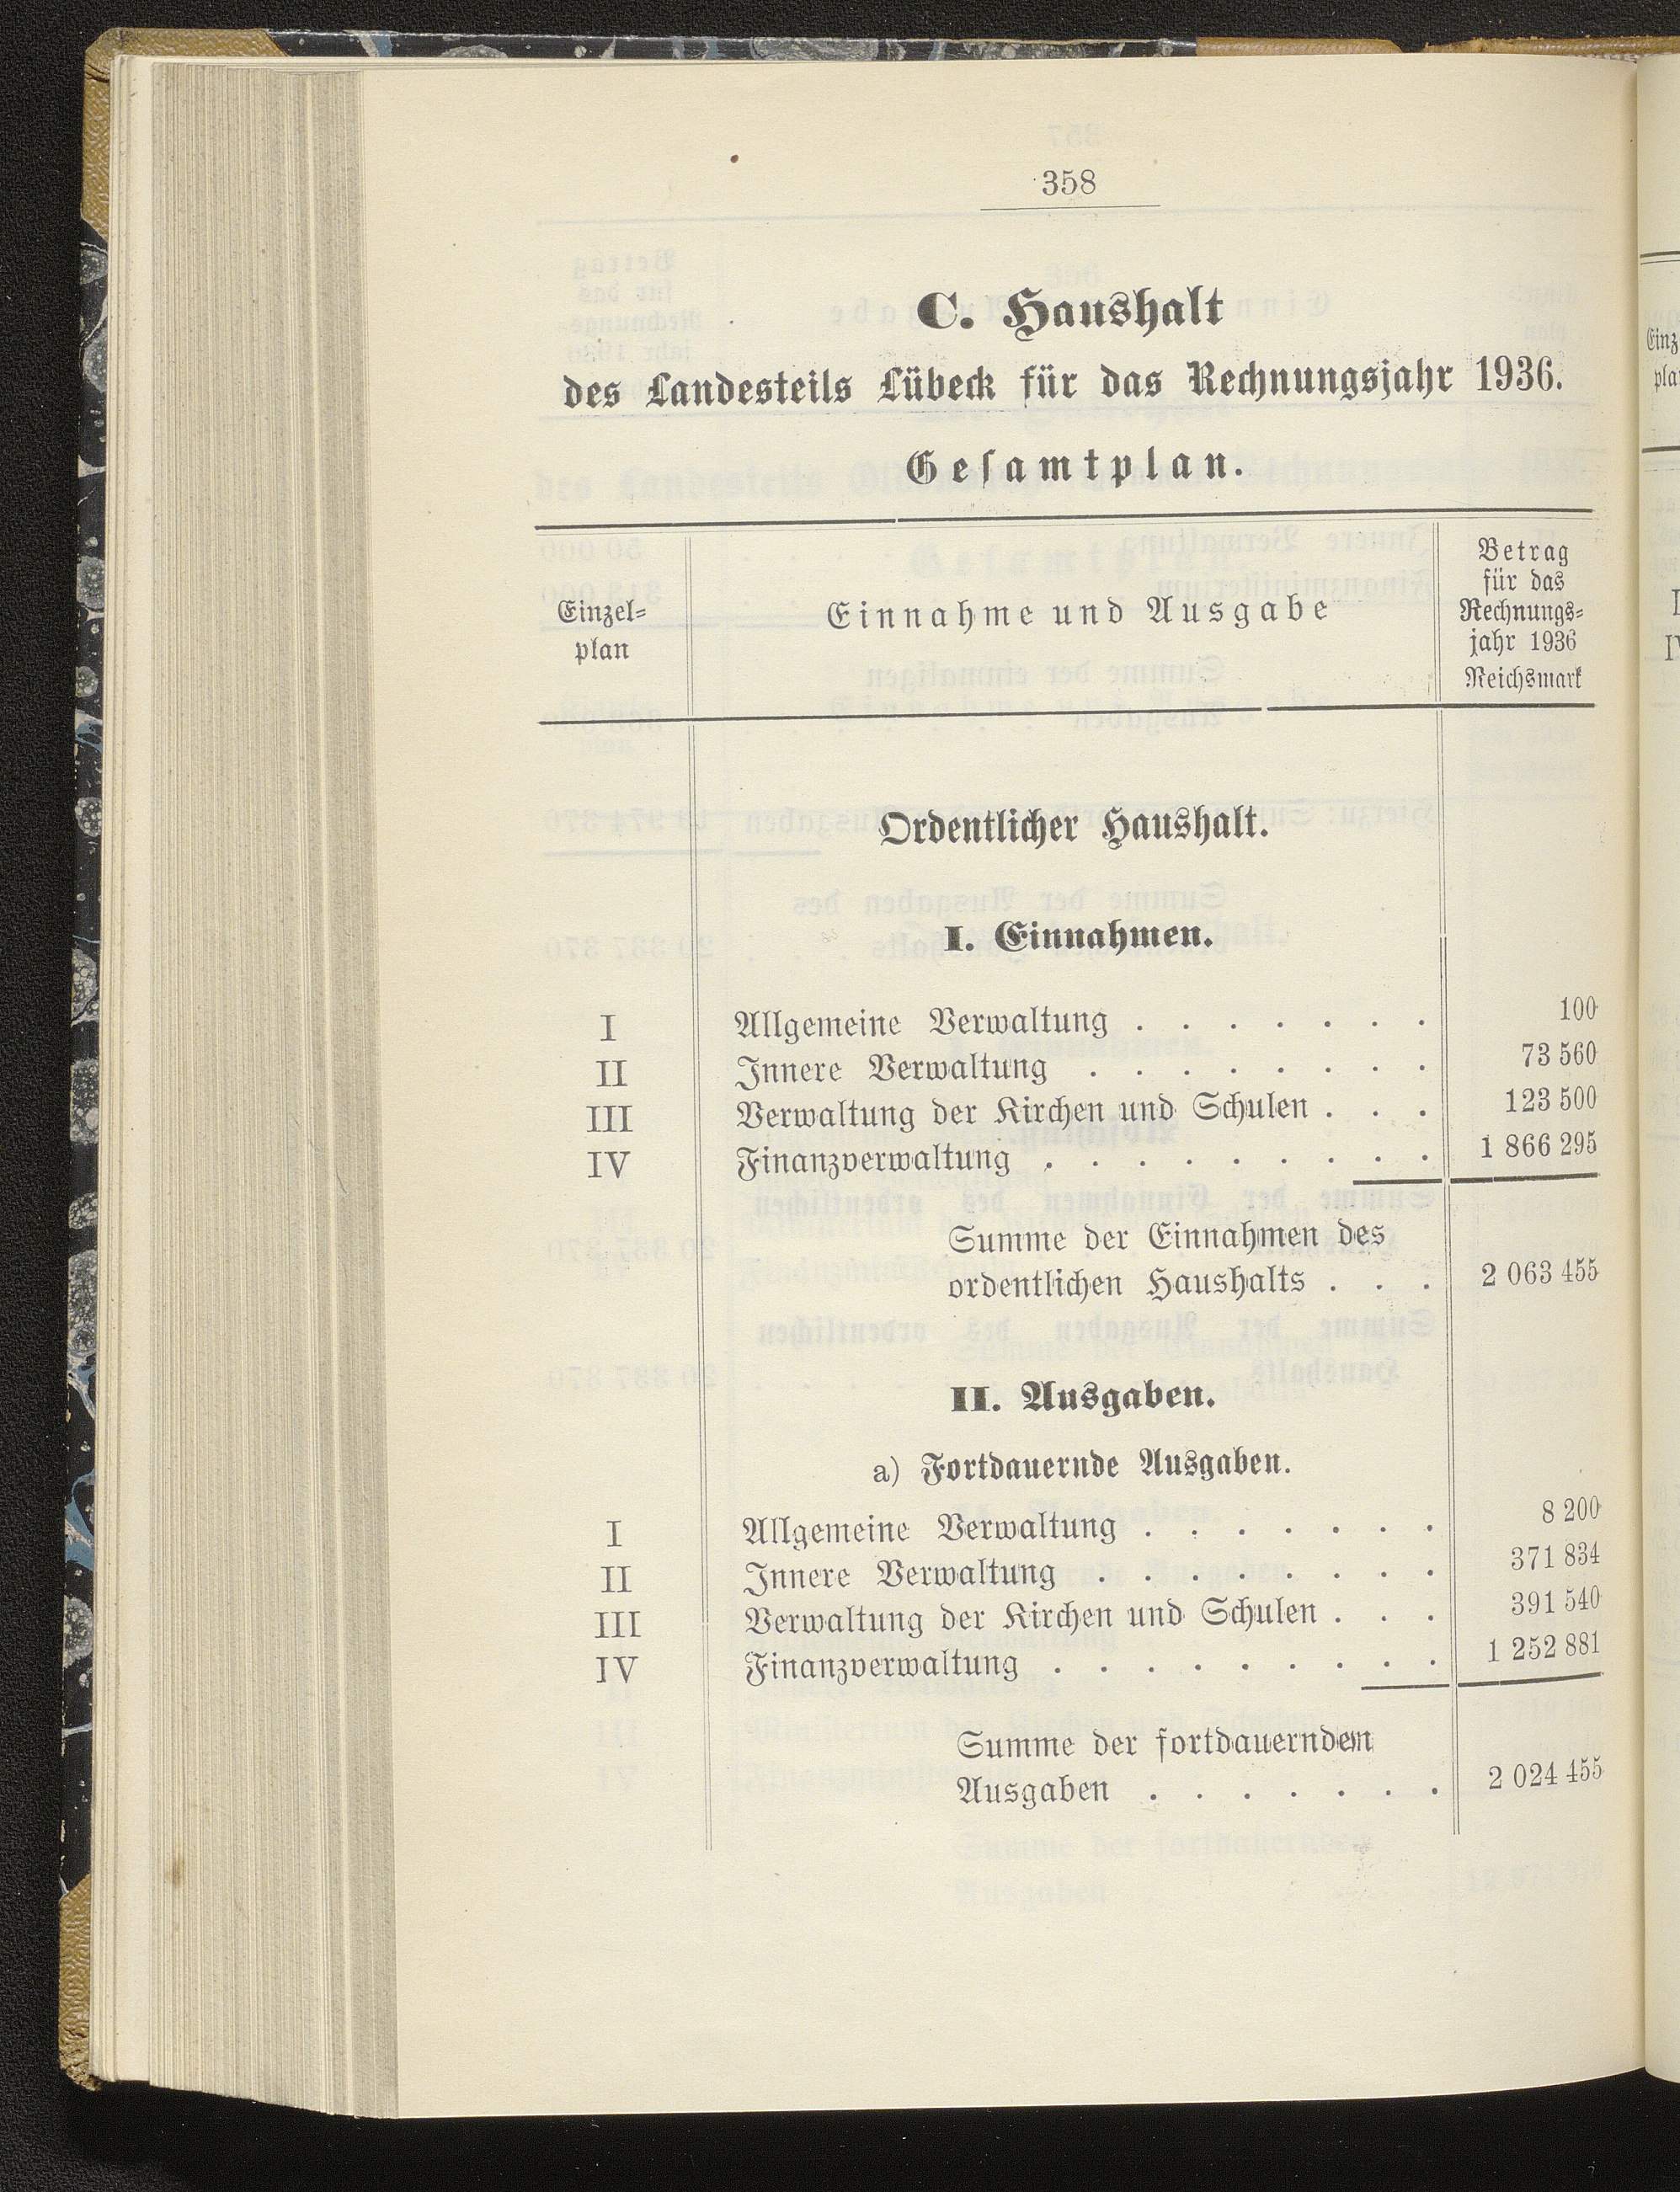 358
C. Haushalt
des Landesteils Lübeck für das Rechnungsjahr 1936.
Gesamtplan.
Einzel-
plan
Einnahme und Ausgabe
Betrag
für das
Rechnungs-
jahr 1936
Reichsmark
Ordentlicher Haushalt.
I. Einnahmen.
I Allgemeine Verwaltung . . . . . . . 100
II Innere Verwaltung . . . . . . . . 73 560
III Verwaltung der Kirchen und Schulen . . . 123 500
IV Finanzverwaltung . . . . . . . . . 1 866 295
Summe der Einnahmen des
ordentlichen Haushalts . . . 2 063 455
II. Ausgaben.
a) Fortdauernde Ausgaben.
I Allgemeine Verwaltung . . . . . . . 8 200
II Innere Verwaltung . . . . . . . . 371 834
III Verwaltung der Kirchen und Schulen . . . 391 540
IV Finanzverwaltung . . . . . . . . . 1 252 881
Summe der fortdauernden
Ausgaben . . . . . . . 2 024 455